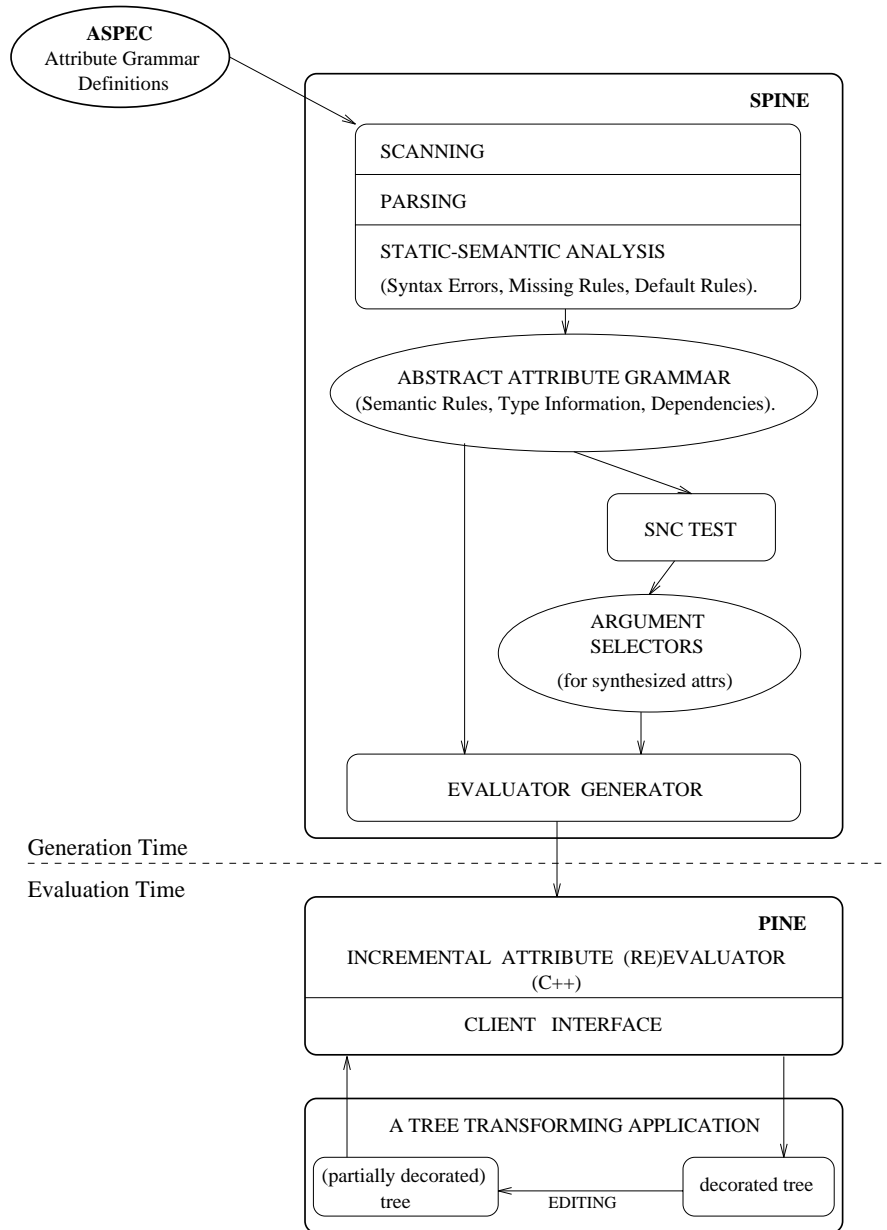 ASPEC
Attribute Grammar
Definitions
SPINE
SCANNING
PARSING
STATIC-SEMANTIC ANALYSIS
(Syntax Errors, Missing Rules, Default Rules).
ABSTRACT ATTRIBUTE GRAMMAR
(Semantic Rules, Type Information, Dependencies).
SNC TEST
ARGUMENT
SELECTORS
(for synthesized attrs)
EVALUATOR GENERATOR
Generation Time
Evaluation Time
PINE
INCREMENTAL ATTRIBUTE (RE)EVALUATOR
(C++)
CLIENT INTERFACE
A TREE TRANSFORMING APPLICATION
(partially decorated)
tree
EDITING
decorated tree